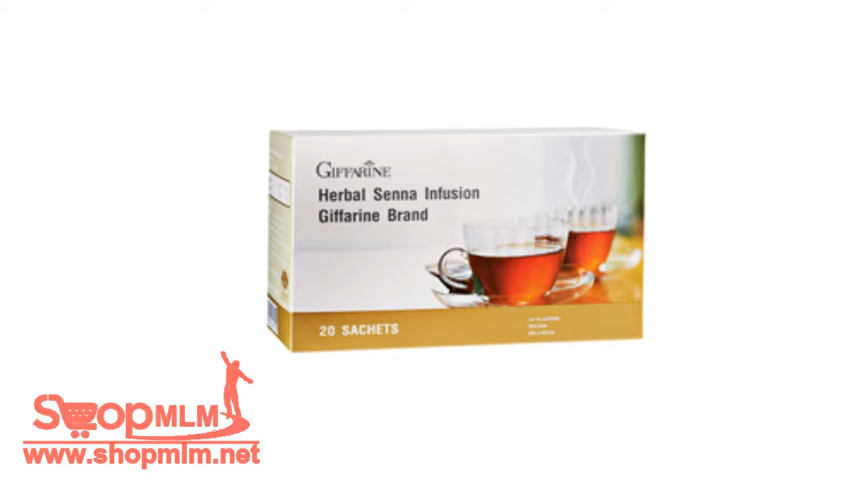 GIFFARINE
Herbal Senna Infusion
Giffarine Brand
20 SACHETS
SHOPMLM
www.shopmlm.net